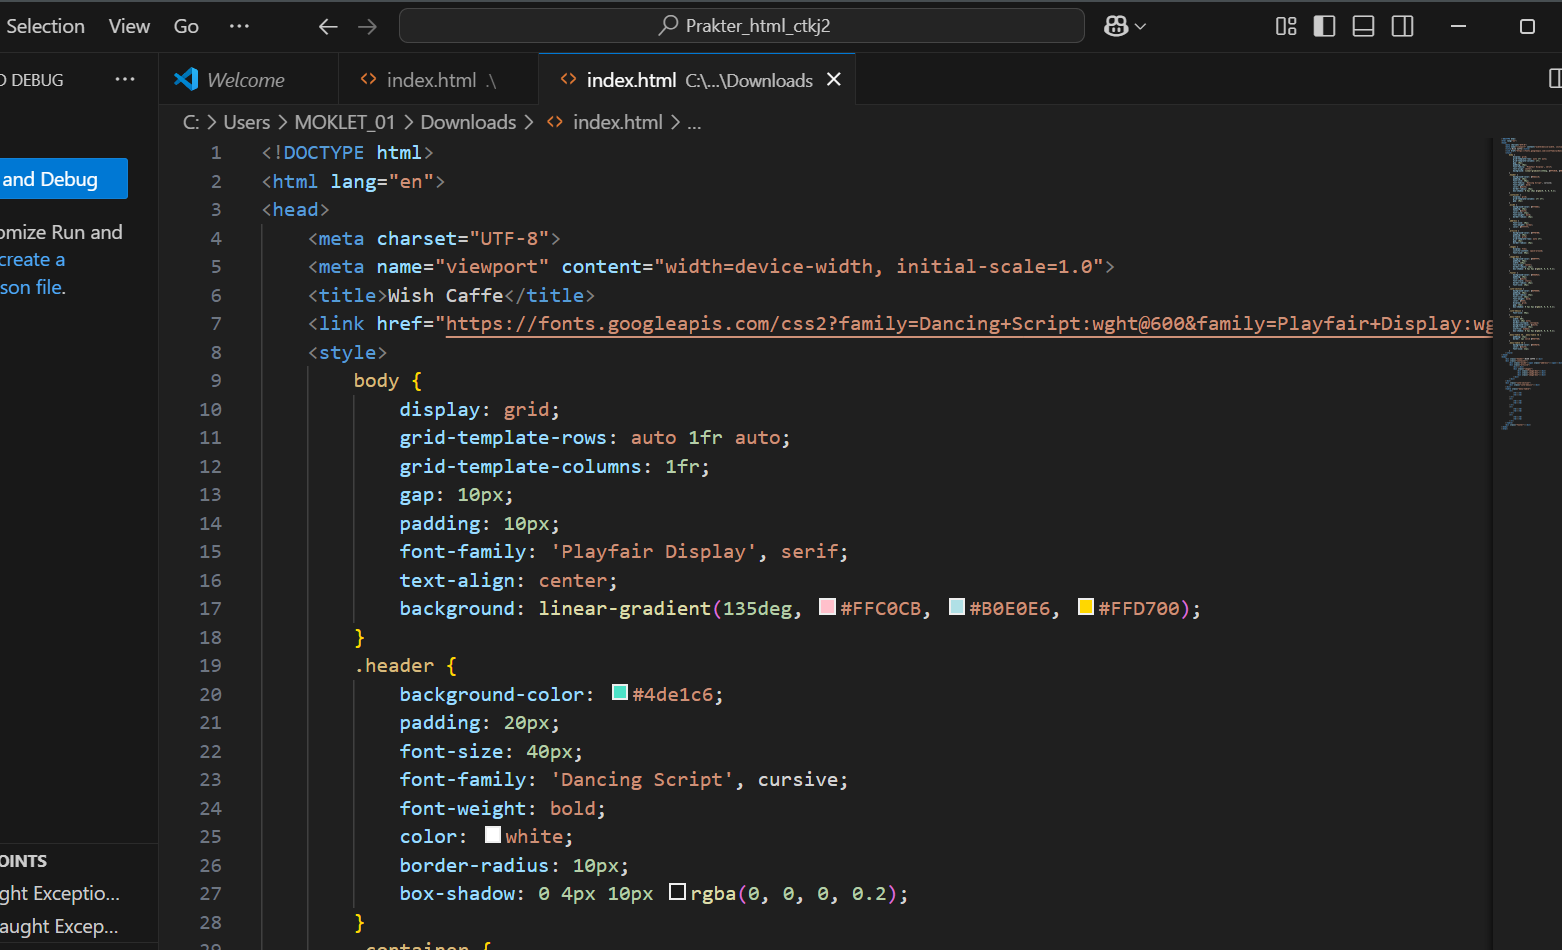 Selection View Go ··· Prakter_html_ctkj2
D DEBUG ···
and Debug
omize Run and
create a
son file.
OINTS
ght Exceptio...
aught Excep...
Welcome index.html .\ index.html C:\...\Downloads
C: > Users > MOKLET_01 > Downloads > index.html > ...
1 <!DOCTYPE html>
2 <html lang="en">
3 <head>
4 <meta charset="UTF-8">
5 <meta name="viewport" content="width=device-width, initial-scale=1.0">
6 <title>Wish Caffe</title>
7 <link href="https://fonts.googleapis.com/css2?family=Dancing+Script:wght@600&family=Playfair+Display:wg
8 <style>
9 body {
10 display: grid;
11 grid-template-rows: auto 1fr auto;
12 grid-template-columns: 1fr;
13 gap: 10px;
14 padding: 10px;
15 font-family: 'Playfair Display', serif;
16 text-align: center;
17 background: linear-gradient(135deg, #FFC0CB, #B0E0E6, #FFD700);
18 }
19 .header {
20 background-color: #4de1c6;
21 padding: 20px;
22 font-size: 40px;
23 font-family: 'Dancing Script', cursive;
24 font-weight: bold;
25 color: white;
26 border-radius: 10px;
27 box-shadow: 0 4px 10px rgba(0, 0, 0, 0.2);
28 }
29 .container {